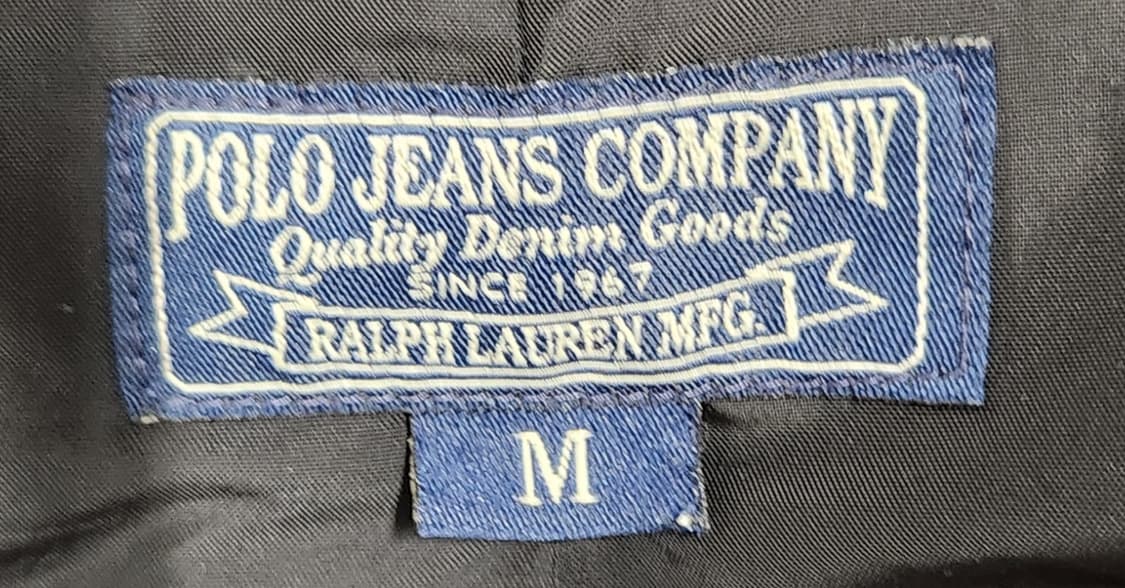 POLO JEANS COMPANY
Quality Denim Goods
SINCE 1967
RALPH LAUREN MFG.
M